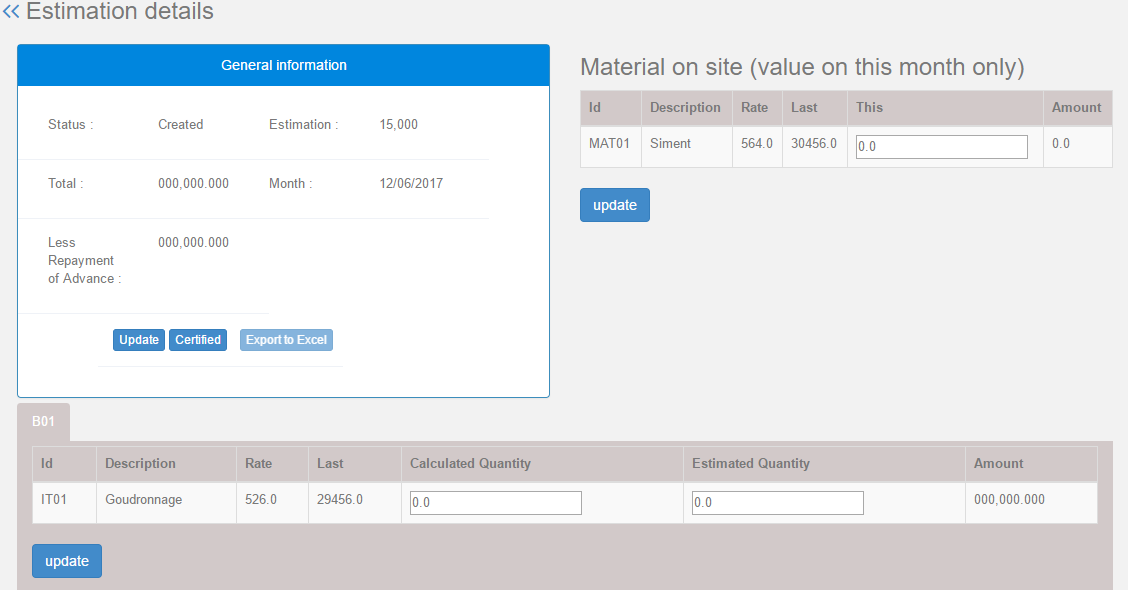 Estimation details
General information
Status : Created Estimation : 15,000
Total : 000,000.000 Month : 12/06/2017
Less 000,000.000
Repayment
of Advance :
Update Certified Export to Excel
Material on site (value on this month only)
Id Description Rate Last This Amount
MAT01 Siment 564.0 30456.0 0.0 0.0
update
B01
Id Description Rate Last Calculated Quantity Estimated Quantity Amount
IT01 Goudronnage 526.0 29456.0 0.0 0.0 000,000.000
update